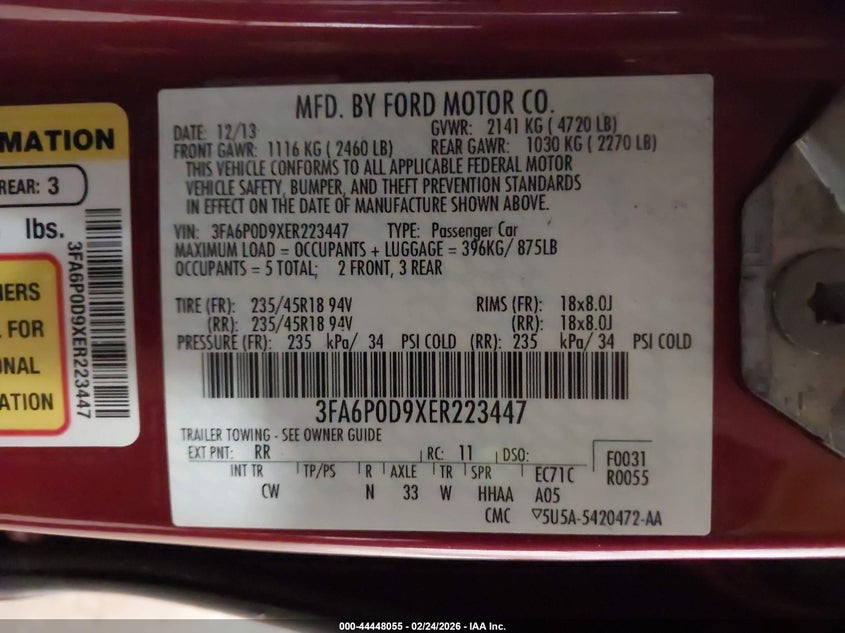 MATION
REAR: 3
lbs.
3FA6P0D9XER223447
NERS
L FOR
ONAL
ATION
MFD. BY FORD MOTOR CO.
DATE: 12/13 GVWR: 2141 KG ( 4720 LB)
FRONT GAWR: 1116 KG ( 2460 LB) REAR GAWR: 1030 KG ( 2270 LB)
THIS VEHICLE CONFORMS TO ALL APPLICABLE FEDERAL MOTOR
VEHICLE SAFETY, BUMPER, AND THEFT PREVENTION STANDARDS
IN EFFECT ON THE DATE OF MANUFACTURE SHOWN ABOVE.
VIN: 3FA6P0D9XER223447 TYPE: Passenger Car
MAXIMUM LOAD = OCCUPANTS + LUGGAGE = 396KG/ 875LB
OCCUPANTS = 5 TOTAL; 2 FRONT, 3 REAR
TIRE (FR): 235/45R18 94V RIMS (FR): 18x8.0J
(RR): 235/45R18 94V (RR): 18x8.0J
PRESSURE (FR): 235 kPa/ 34 PSI COLD (RR): 235 kPa/ 34 PSI COLD
3FA6P0D9XER223447
TRAILER TOWING - SEE OWNER GUIDE
EXT PNT: RR RC: 11 DSO: F0031
INT TR TP/PS R AXLE TR SPR EC71C R0055
CW N 33 W HHAA A05
CMC ▽5U5A-5420472-AA
000-44448055 - 02/24/2026 - IAA Inc.